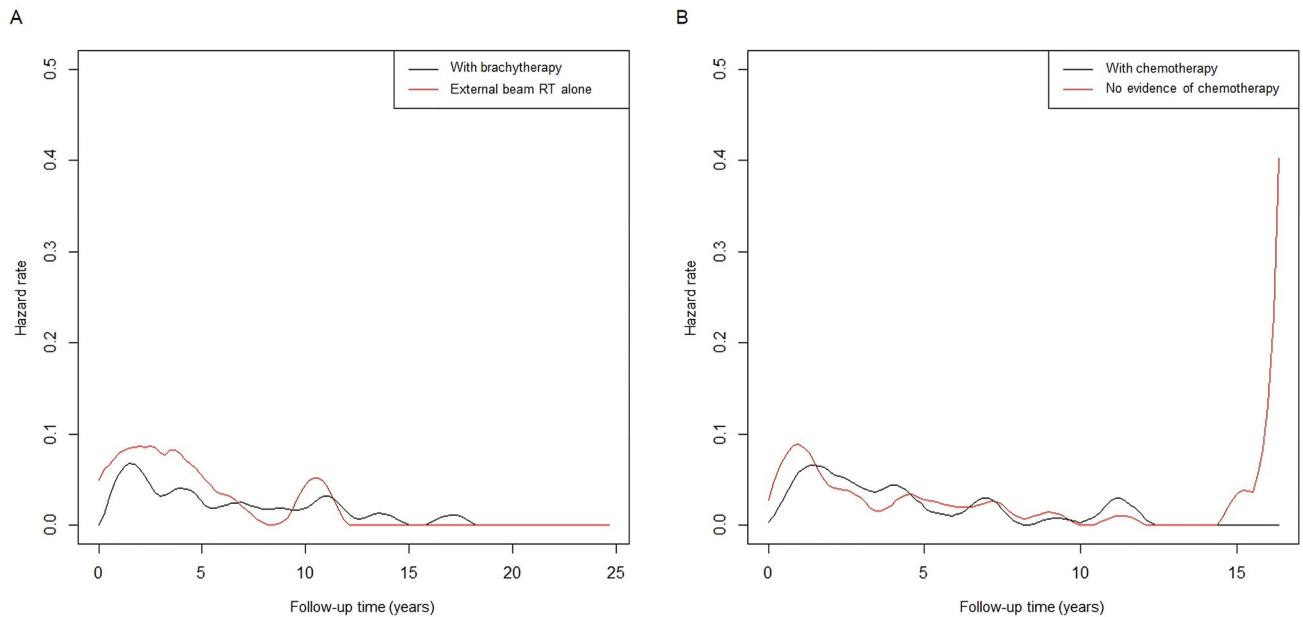 A
With brachytherapy
External beam RT alone
0.5
0.4
0.3
0.2
0.1
0.0
Hazard rate
0 5 10 15 20 25
Follow-up time (years)
B
With chemotherapy
No evidence of chemotherapy
0.5
0.4
0.3
0.2
0.1
0.0
Hazard rate
0 5 10 15
Follow-up time (years)